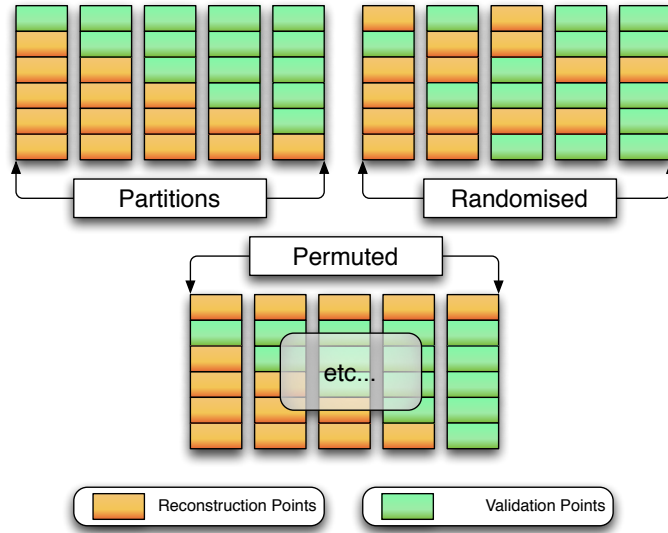 Partitions
Randomised
Permuted
etc...
Reconstruction Points
Validation Points